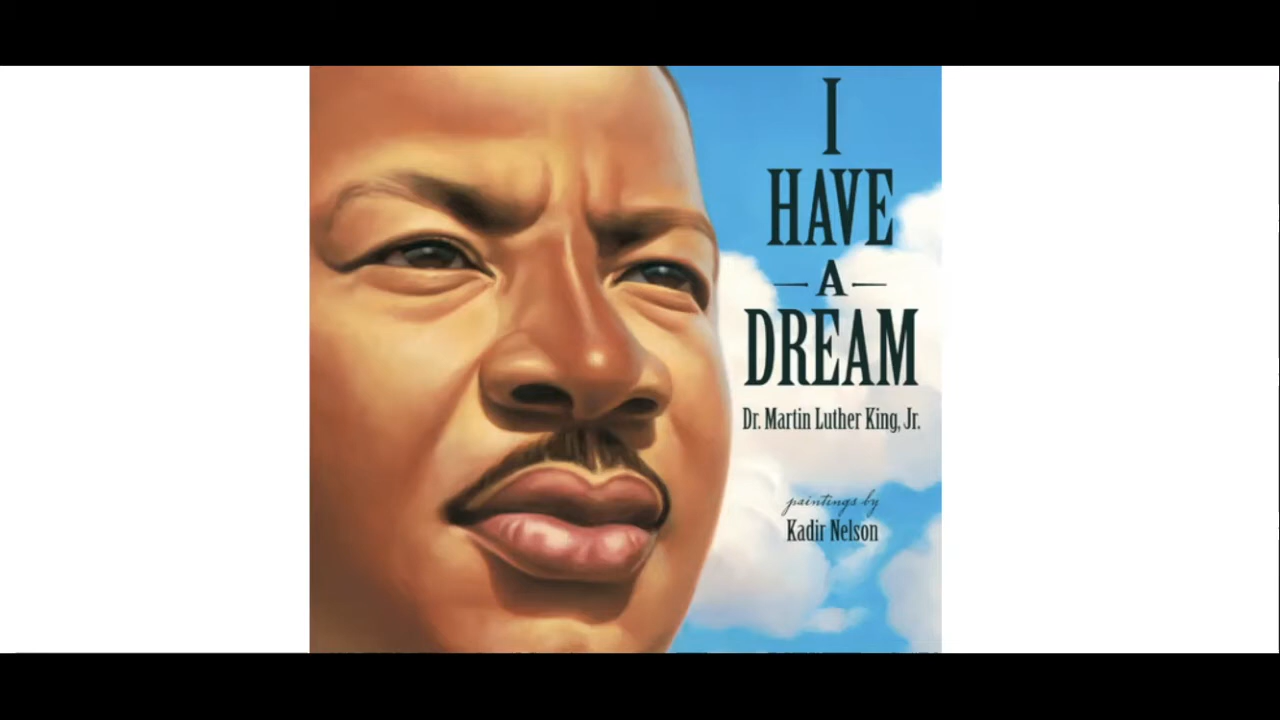 I
HAVE
A
DREAM
Dr. Martin Luther King, Jr.
paintings by
Kadir Nelson